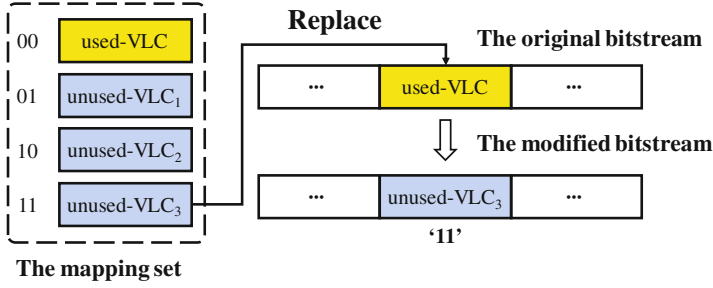 00 used-VLC
01 unused-VLC₁
10 unused-VLC₂
11 unused-VLC₃
The mapping set
Replace
The original bitstream
... used-VLC ...
The modified bitstream
... unused-VLC₃ ...
‘11’